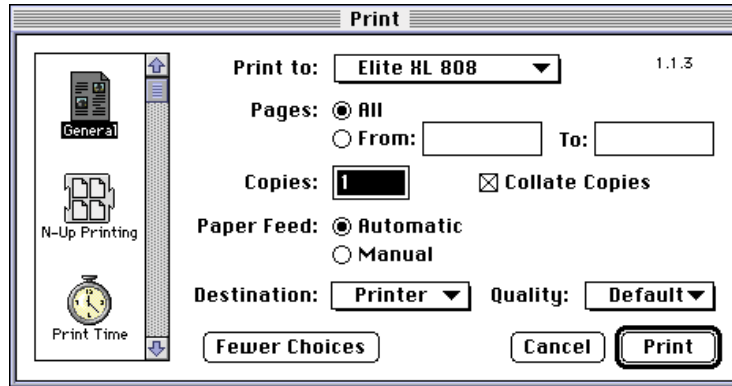 Print
General
N-Up Printing
Print Time
Print to: Elite XL 808
1.1.3
Pages: All
From: To:
Copies: 1 Collate Copies
Paper Feed: Automatic
Manual
Destination: Printer Quality: Default
Fewer Choices Cancel Print